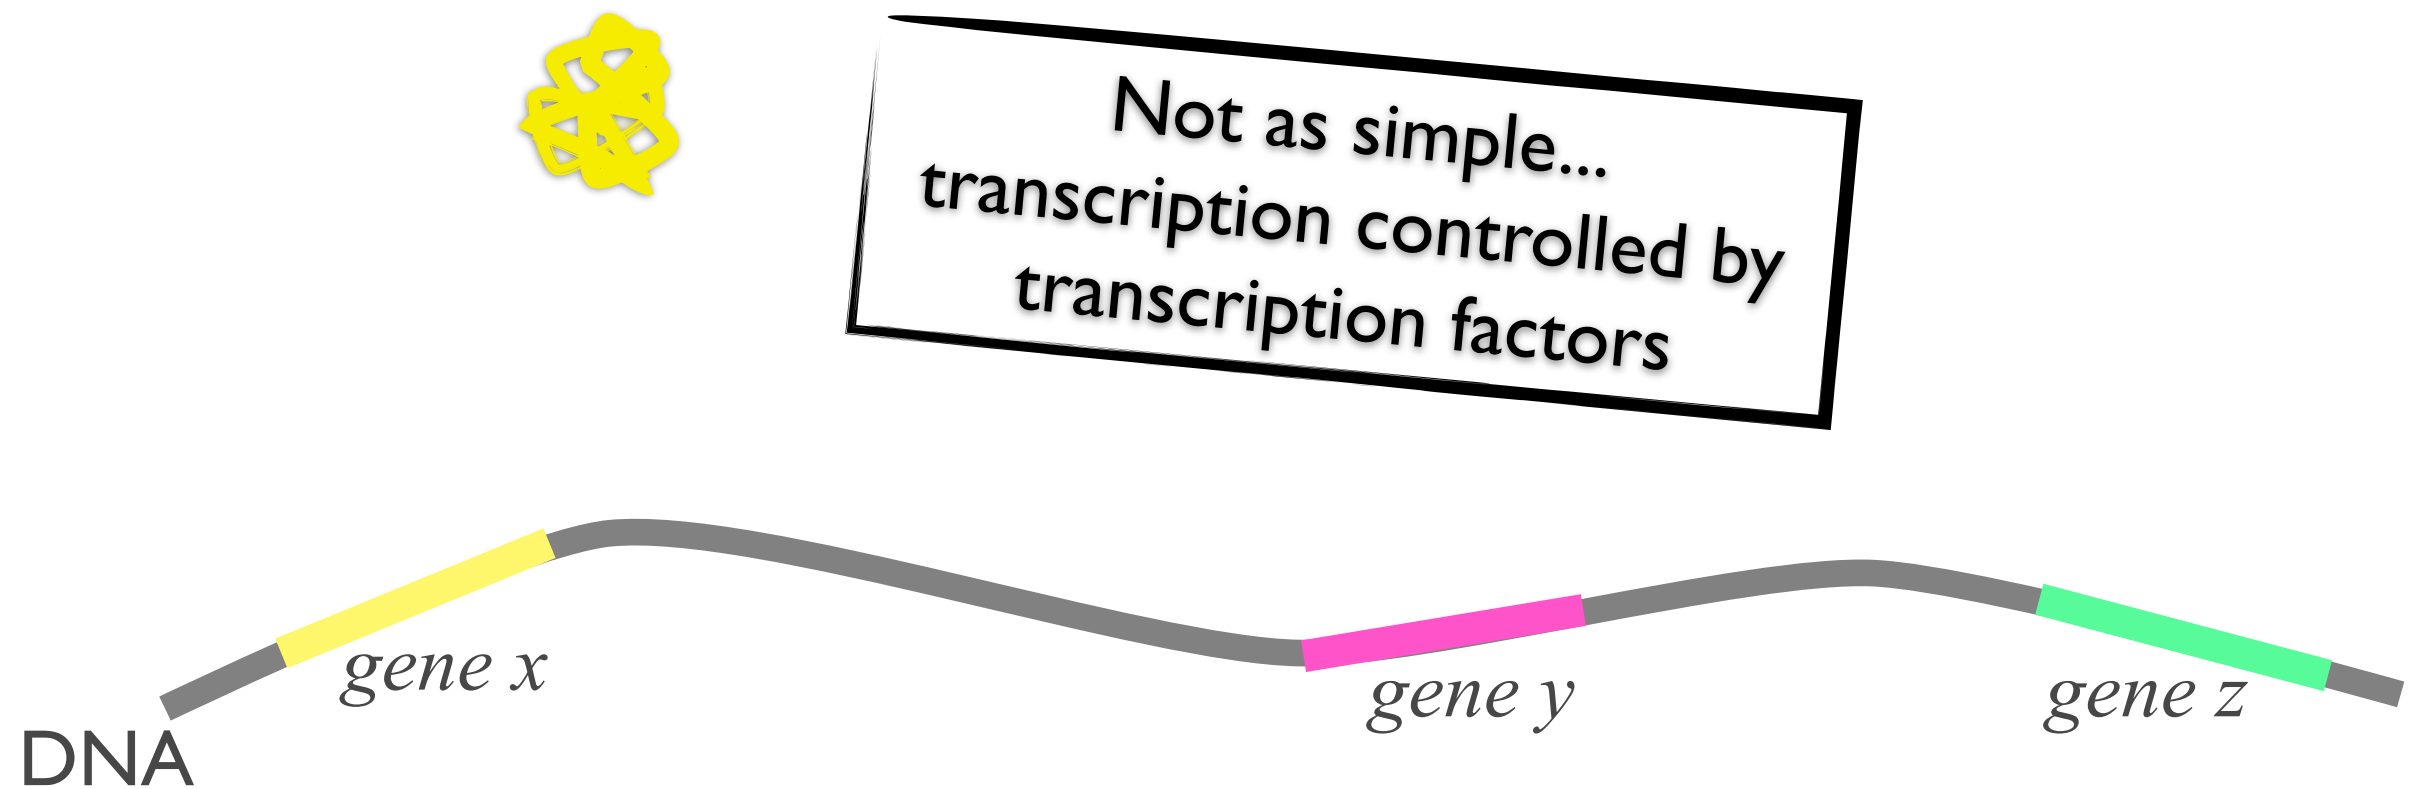 Not as simple...
transcription controlled by
transcription factors
gene x
gene y
gene z
DNA